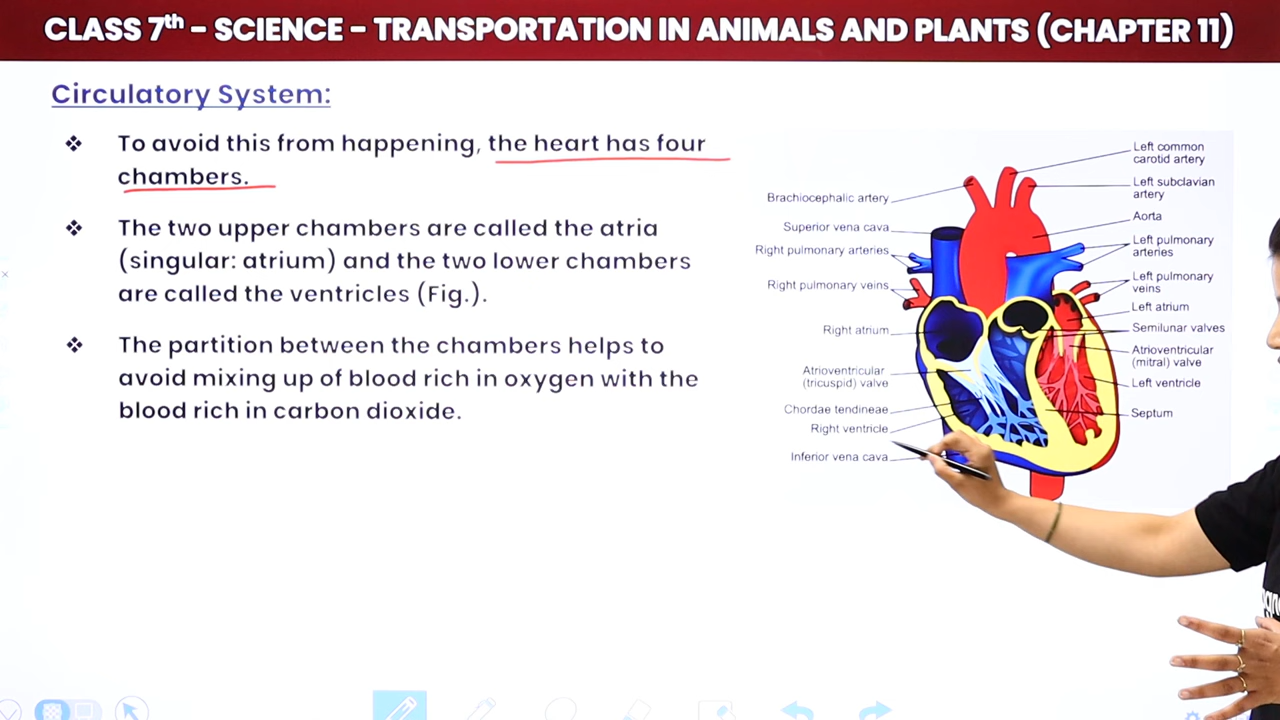 CLASS 7th - SCIENCE - TRANSPORTATION IN ANIMALS AND PLANTS (CHAPTER 11)
Circulatory System:
❖ To avoid this from happening, the heart has four
chambers.
❖ The two upper chambers are called the atria
(singular: atrium) and the two lower chambers
are called the ventricles (Fig.).
❖ The partition between the chambers helps to
avoid mixing up of blood rich in oxygen with the
blood rich in carbon dioxide.
Brachiocephalic artery
Superior vena cava
Right pulmonary arteries
Right pulmonary veins
Right atrium
Atrioventricular
(tricuspid) valve
Chordae tendineae
Right ventricle
Inferior vena cava
Left common
carotid artery
Left subclavian
artery
Aorta
Left pulmonary
arteries
Left pulmonary
veins
Left atrium
Semilunar valves
Atrioventricular
(mitral) valve
Left ventricle
Septum